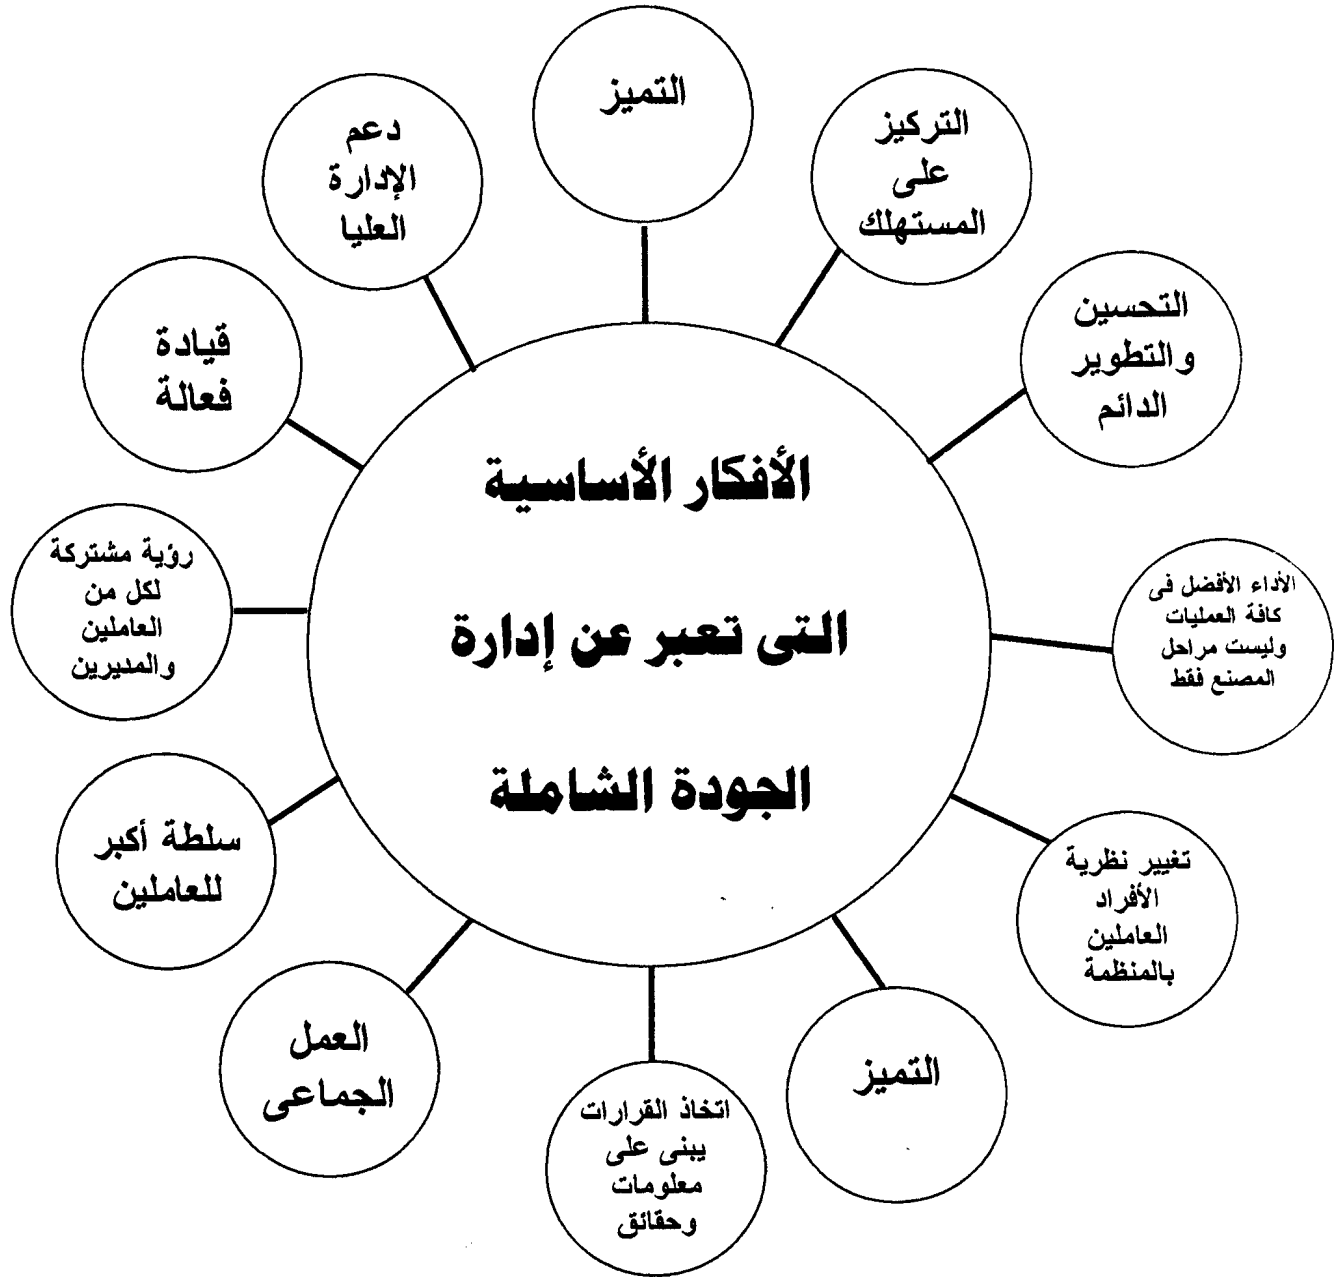 التميز
التركيز
على
المستهلك
التحسين
والتطوير
الدائم
الأداء الأفضل فى
كافة العمليات
وليست مراحل
المصنع فقط
تغيير نظرية
الأفراد
العاملين
بالمنظمة
التميز
اتخاذ القرارات
يبنى على
معلومات
وحقائق
العمل
الجماعى
سلطة أكبر
للعاملين
رؤية مشتركة
لكل من
العاملين
والمديرين
قيادة
فعالة
دعم
الإدارة
العليا
الأفكار الأساسية
التى تعبر عن إدارة
الجودة الشاملة